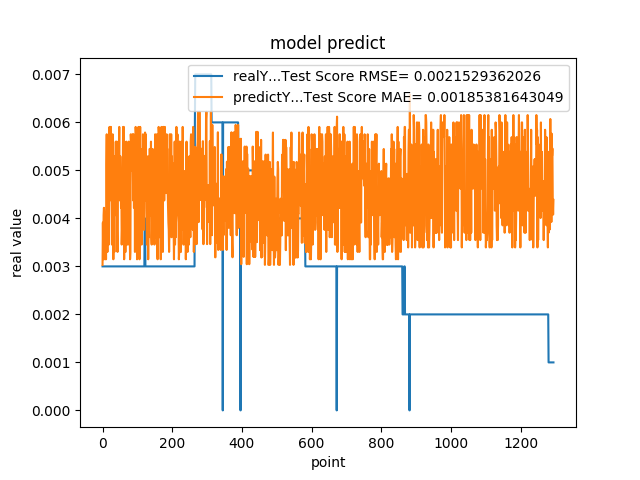 model predict
realY...Test Score RMSE= 0.0021529362026
predictY...Test Score MAE= 0.00185381643049
0.007
0.006
0.005
0.004
0.003
0.002
0.001
0.000
real value
0 200 400 600 800 1000 1200
point